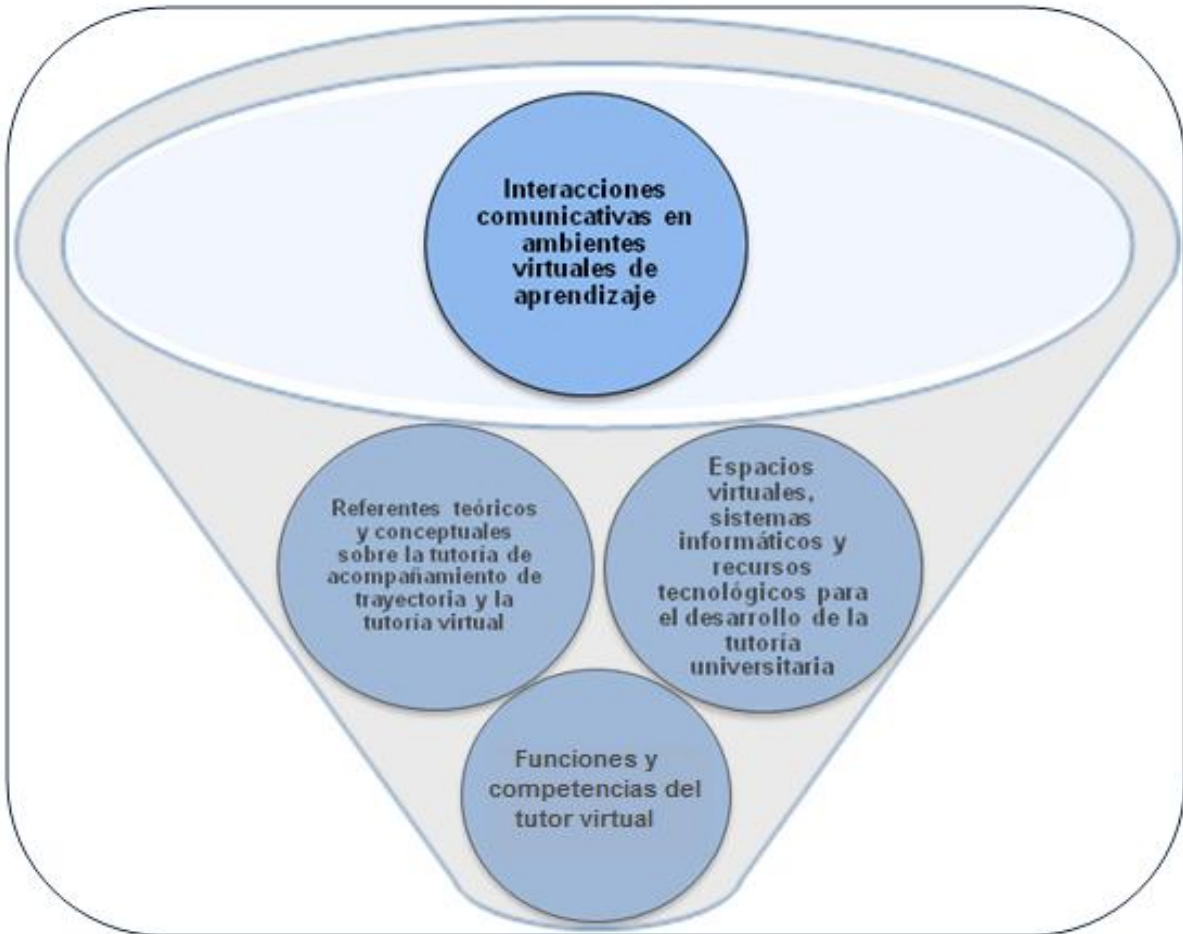 Interacciones
comunicativas en
ambientes
virtuales de
aprendizaje
Referentes teóricos
y conceptuales
sobre la tutoría de
acompañamiento de
trayectoria y la
tutoría virtual
Espacios
virtuales,
sistemas
informáticos y
recursos
tecnológicos para
el desarrollo de la
tutoría
universitaria
Funciones y
competencias del
tutor virtual